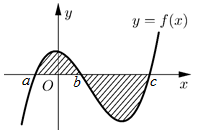 y
y = f(x)
a O b c x